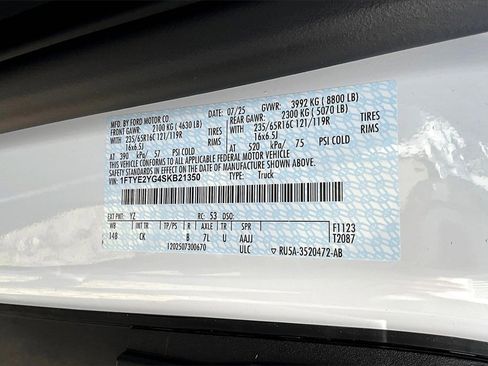 MFD. BY FORD MOTOR CO. DATE: 07/25 GVWR: 3992 KG ( 8800 LB)
FRONT GAWR: 2100 KG ( 4630 LB) REAR GAWR: 2300 KG ( 5070 LB)
235/65R16C 121/119R TIRES 235/65R16C 121/119R TIRES
16x6.5J RIMS 16x6.5J RIMS
AT 390 kPa/ 57 PSI COLD AT 520 kPa/ 75 PSI COLD
THIS VEHICLE CONFORMS TO ALL APPLICABLE FEDERAL MOTOR VEHICLE
SAFETY STANDARDS IN EFFECT ON THE DATE OF MANUFACTURE SHOWN ABOVE.
VIN: 1FTYE2YG4SKB21350 TYPE: Truck
EXT PNT: YZ RC: 53 DSO:
WB INT TR TP/PS R AXLE TR SPR F1123
148 CK B 7L U AAJJ T2087
1202507300670 ULC RU5A-3520472-AB